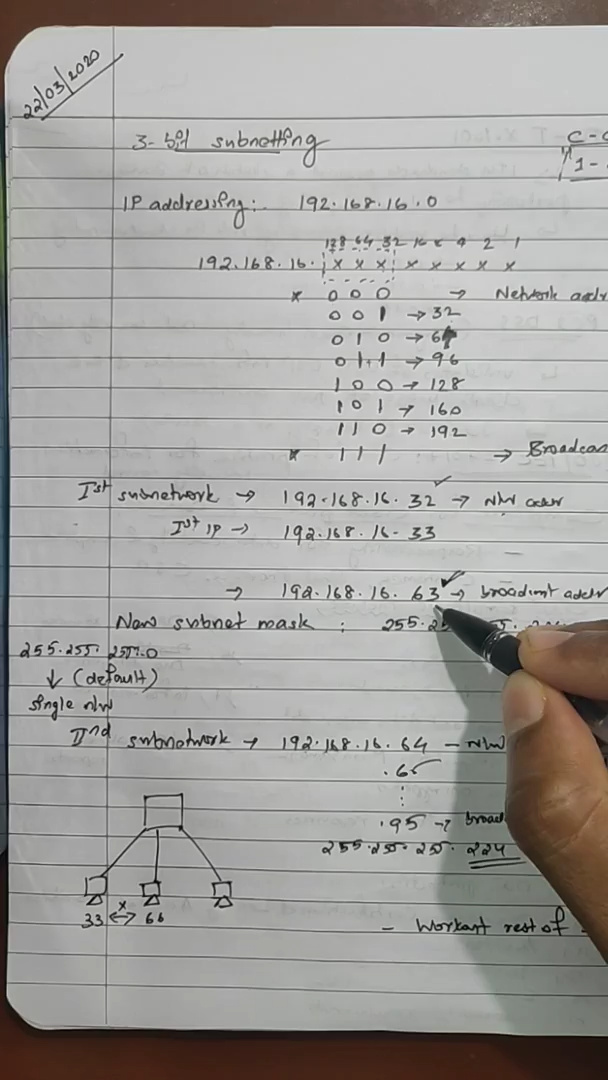 22/03/2020
3-bit subnetting
C-
1-
IP addressing:- 192.168.16.0
128 64 32 16 8 4 2 1
192.168.16. x x x x x x x x
* 0 0 0 → Network addr
0 0 1 → 32
0 1 0 → 64
0 1 1 → 96
1 0 0 → 128
1 0 1 → 160
1 1 0 → 192
* 1 1 1 → Broadcas
Ist subnetwork → 192.168.16.32 → N/W addr
Ist IP → 192.168.16.33
→ 192.168.16.63 → broadcast addr
New subnet mask : 255.25
255.255.255.0
↓ (default)
single n/w
IInd subnetwork → 192.168.16.64 – N/W
.65
⋮
.95 → broad
255.255.255.224
33 x ↔ 66
- Workout rest of